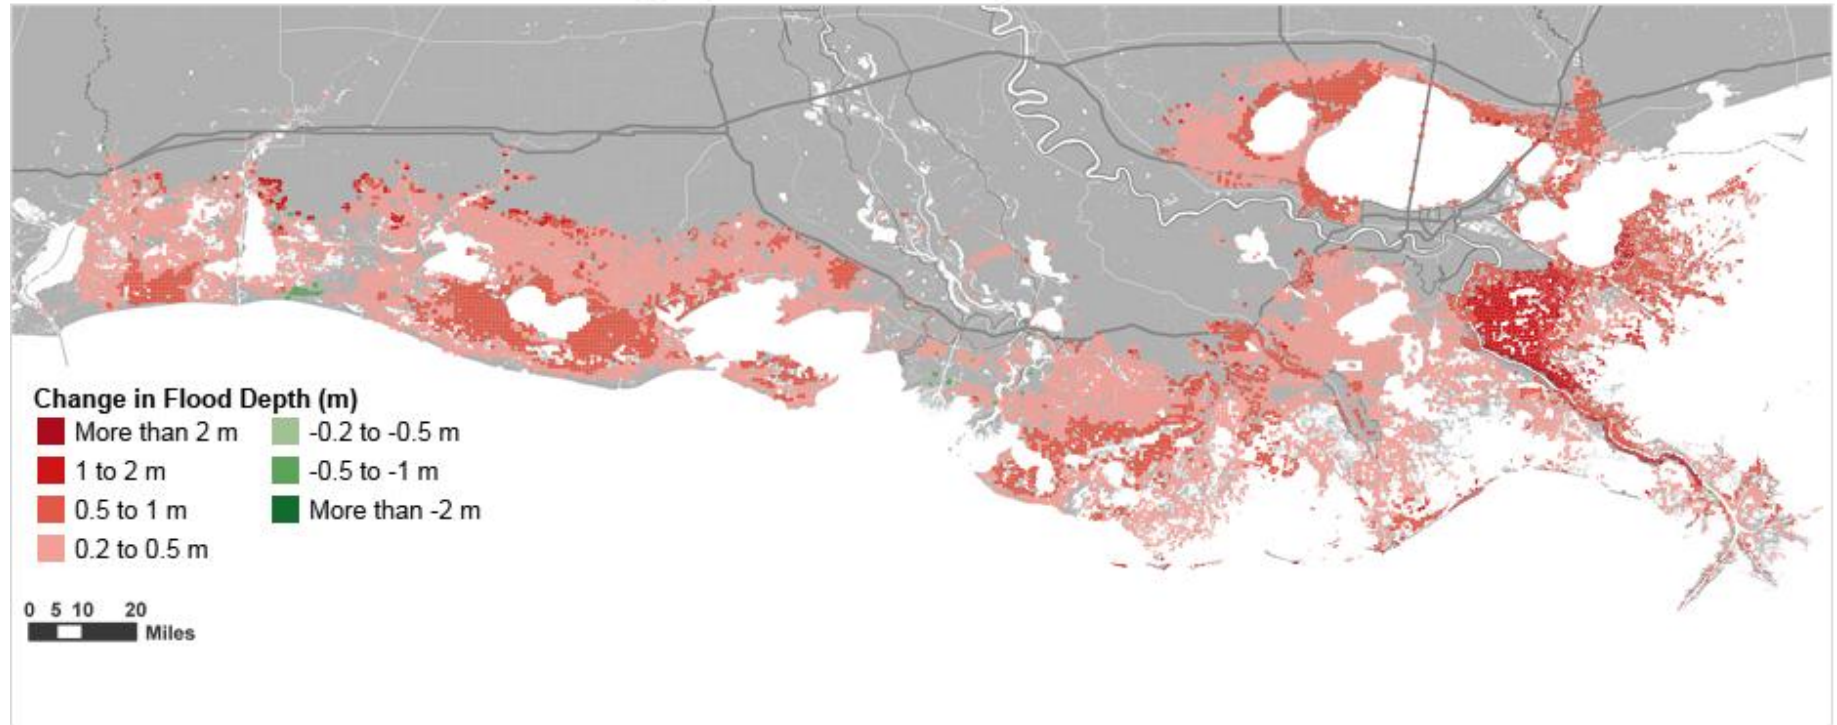 Change in Flood Depth (m)
More than 2 m
-0.2 to -0.5 m
1 to 2 m
-0.5 to -1 m
0.5 to 1 m
More than -2 m
0.2 to 0.5 m
0 5 10 20
Miles